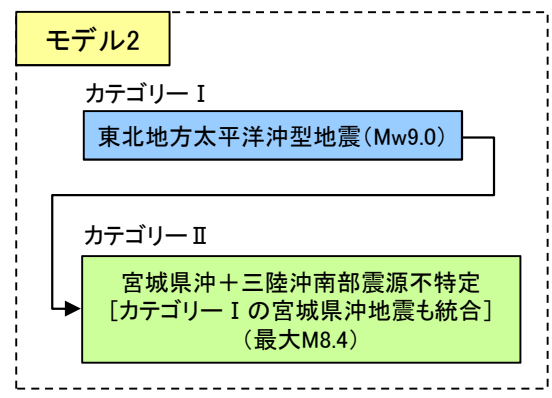 モデル2
カテゴリーⅠ
東北地方太平洋沖型地震(Mw9.0)
カテゴリーⅡ
宮城県沖＋三陸沖南部震源不特定
[カテゴリーⅠの宮城県沖地震も統合]
(最大M8.4)